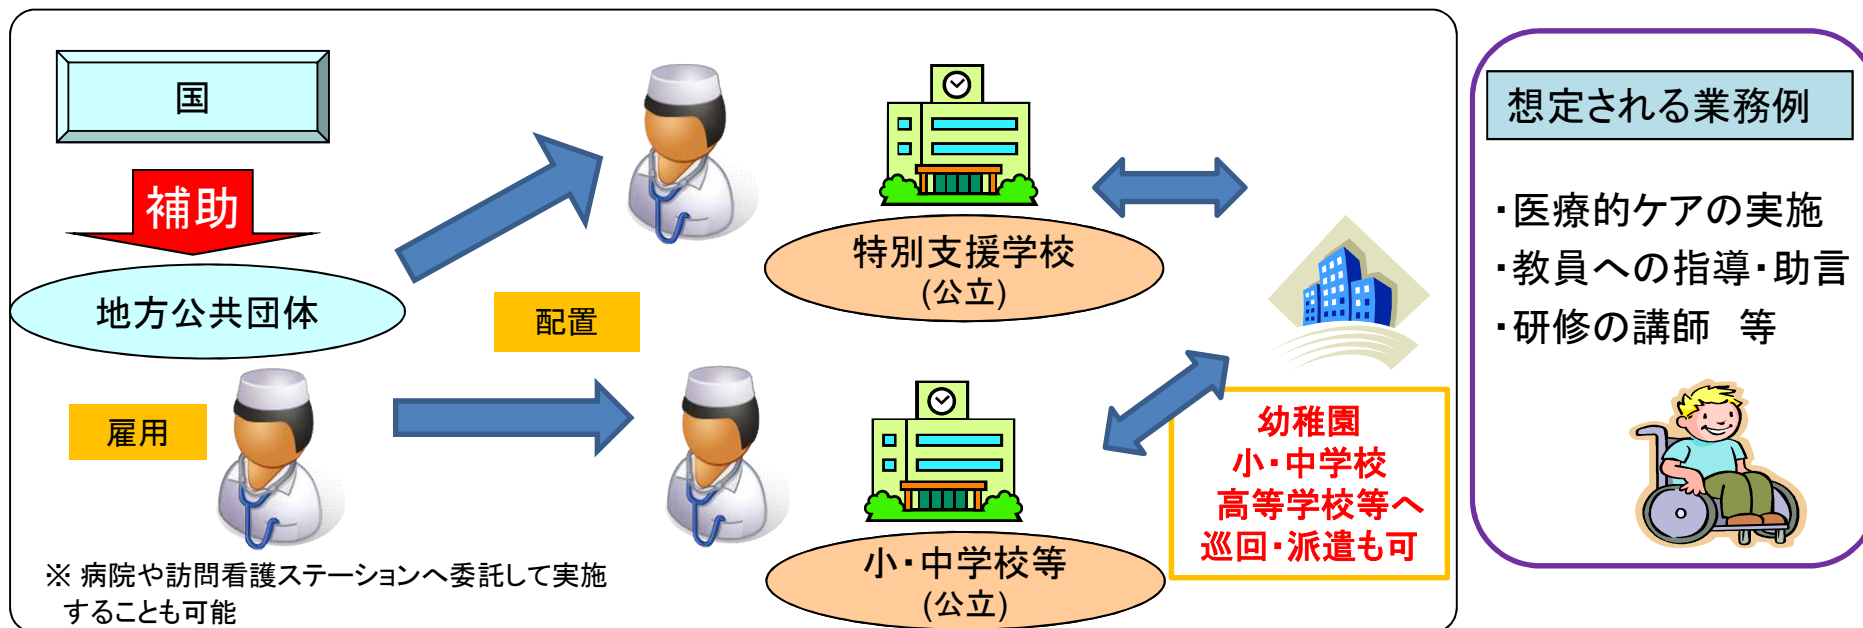 国
補助
地方公共団体
雇用
配置
※ 病院や訪問看護ステーションへ委託して実施
することも可能
特別支援学校
(公立)
小・中学校等
(公立)
幼稚園
小・中学校
高等学校等へ
巡回・派遣も可
想定される業務例
・医療的ケアの実施
・教員への指導・助言
・研修の講師　等